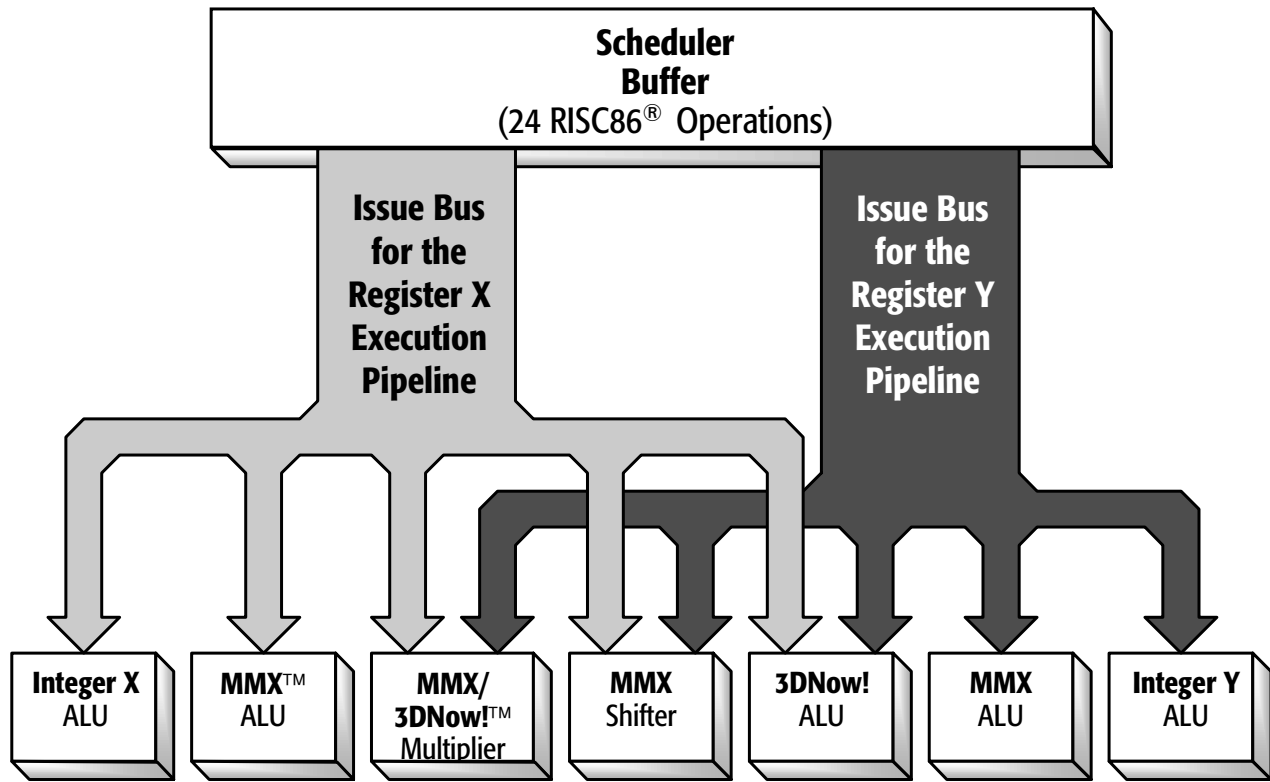 Scheduler
Buffer
(24 RISC86® Operations)
Issue Bus
for the
Register X
Execution
Pipeline
Issue Bus
for the
Register Y
Execution
Pipeline
Integer X
ALU
MMX™
ALU
MMX/
3DNow!™
Multiplier
MMX
Shifter
3DNow!
ALU
MMX
ALU
Integer Y
ALU